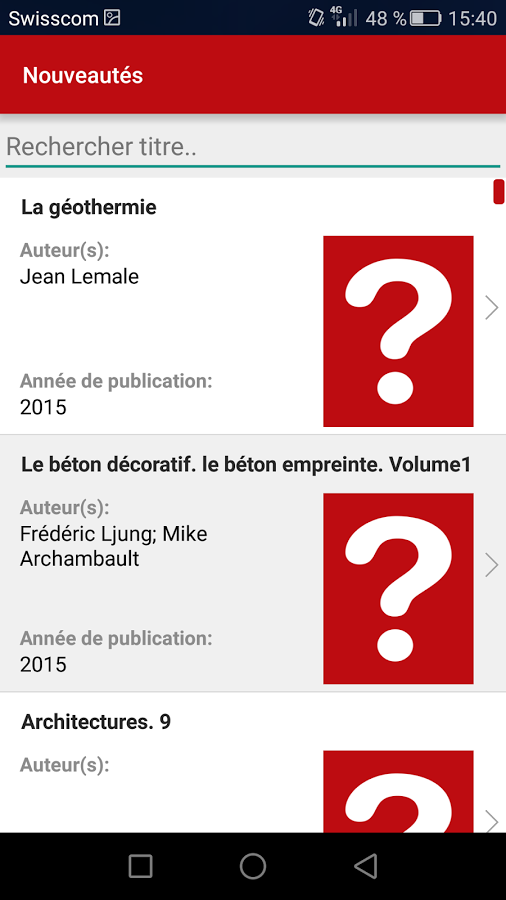 Swisscom 4G 48 % 15:40
Nouveautés
Rechercher titre..
La géothermie
Auteur(s):
Jean Lemale
Année de publication:
2015
Le béton décoratif. le béton empreinte. Volume1
Auteur(s):
Frédéric Ljung; Mike
Archambault
Année de publication:
2015
Architectures. 9
Auteur(s):